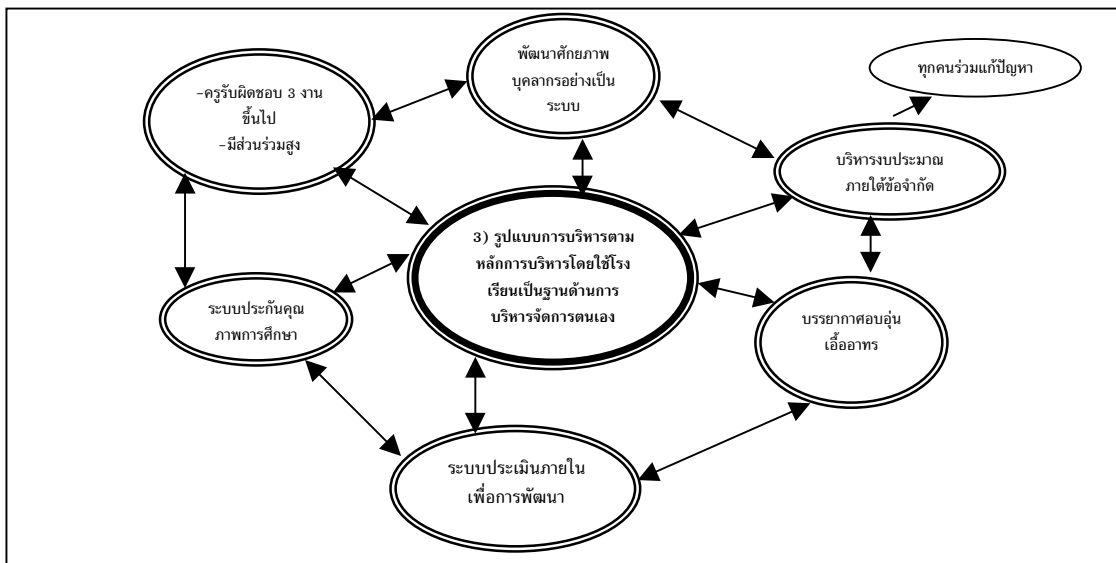 พัฒนาศักยภาพ
บุคลากรอย่างเป็น
ระบบ
ทุกคนร่วมแก้ปัญหา
-ครูรับผิดชอบ 3 งาน
ขึ้นไป
-มีส่วนร่วมสูง
บริหารงบประมาณ
ภายใต้ข้อจำกัด
3) รูปแบบการบริหารตาม
หลักการบริหารโดยใช้โรง
เรียนเป็นฐานด้านการ
บริหารจัดการตนเอง
ระบบประกันคุณ
ภาพการศึกษา
บรรยากาศอบอุ่น
เอื้ออาทร
ระบบประเมินภายใน
เพื่อการพัฒนา